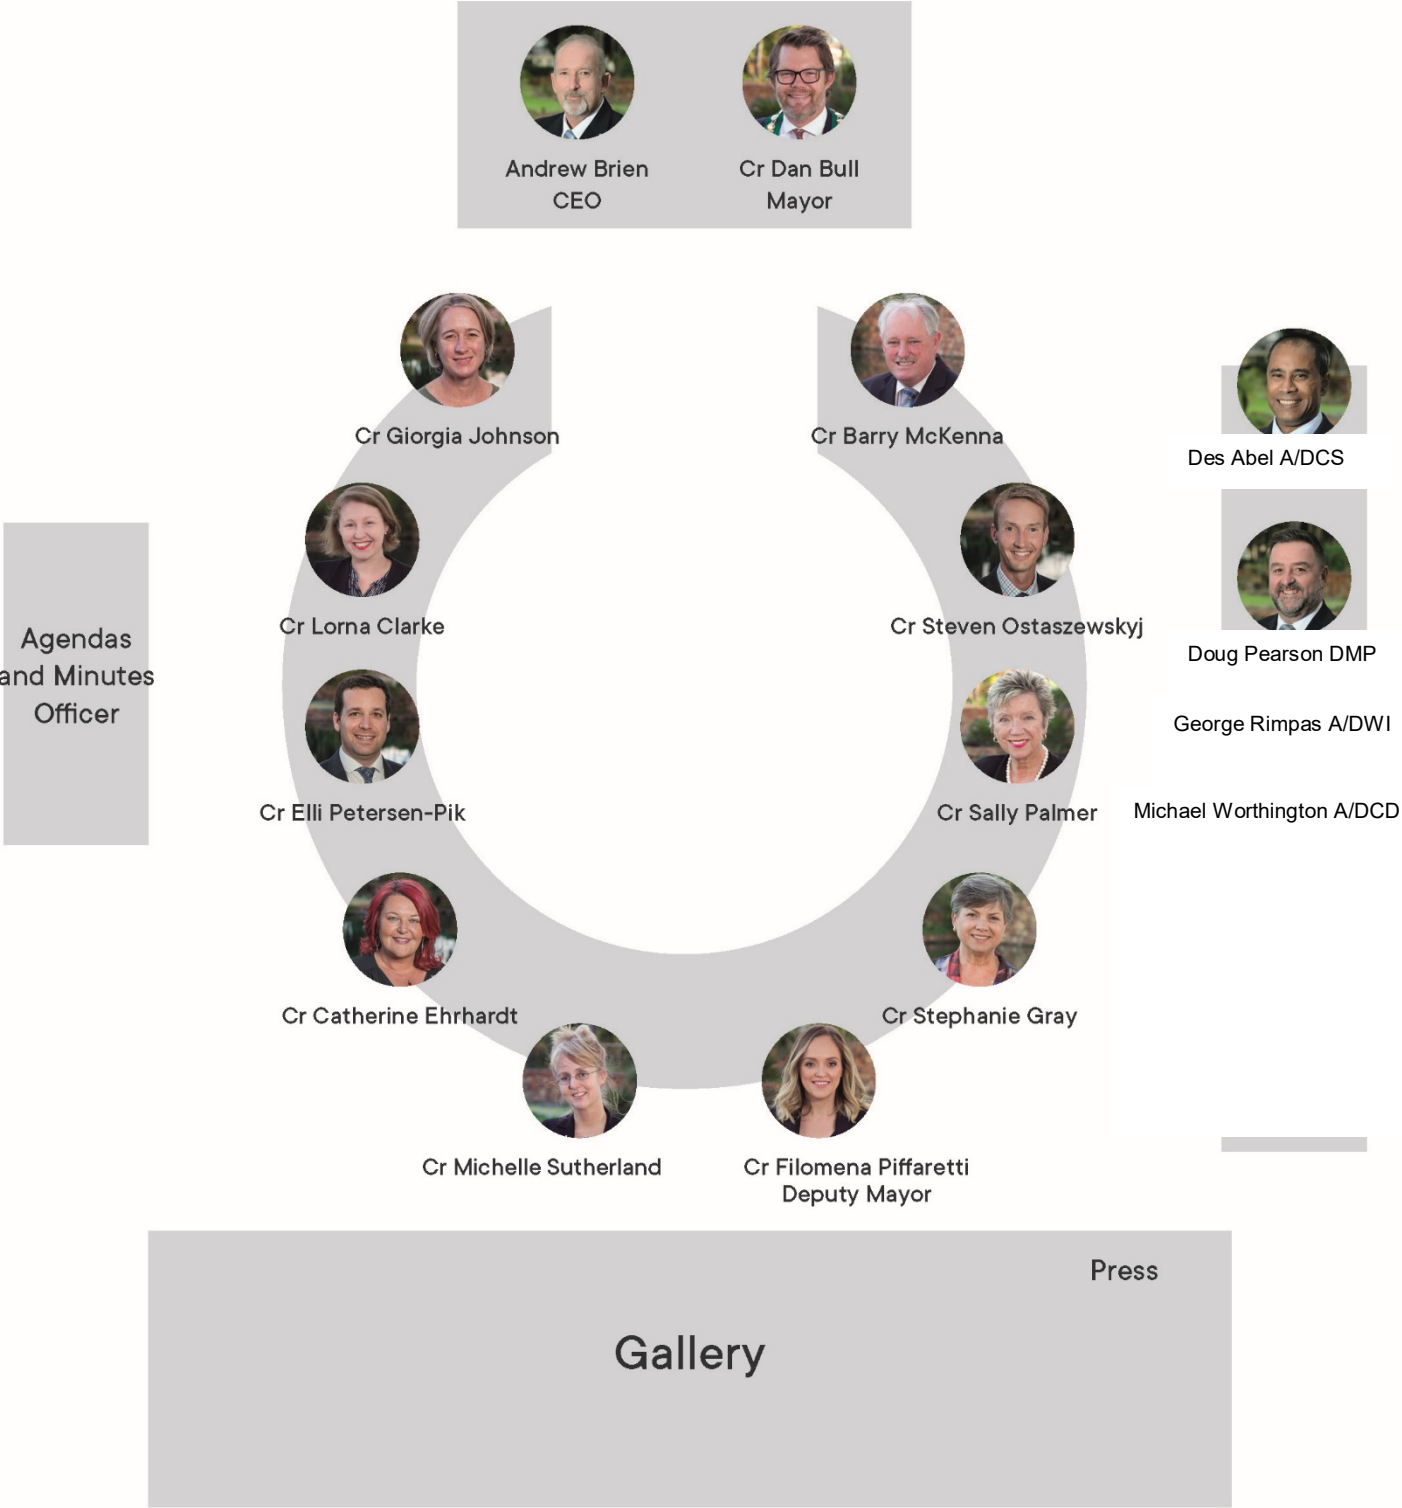 Andrew Brien
CEO
Cr Dan Bull
Mayor
Cr Giorgia Johnson
Cr Barry McKenna
Des Abel A/DCS
Cr Lorna Clarke
Cr Steven Ostaszewskyj
Agendas
and Minutes
Officer
Doug Pearson DMP
George Rimpas A/DWI
Cr Elli Petersen-Pik
Cr Sally Palmer
Michael Worthington A/DCD
Cr Catherine Ehrhardt
Cr Stephanie Gray
Cr Michelle Sutherland
Cr Filomena Piffaretti
Deputy Mayor
Press
Gallery